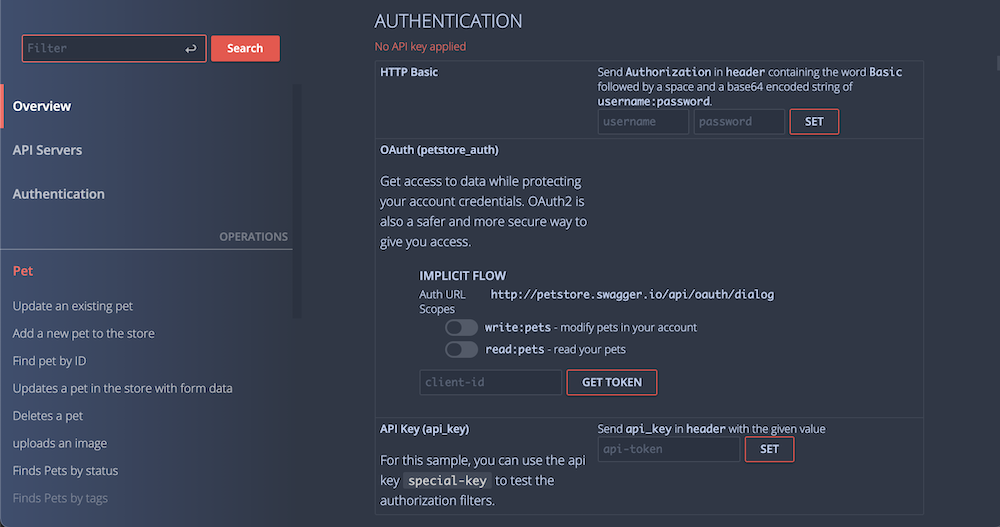 Filter
Search
Overview
API Servers
Authentication
OPERATIONS
Pet
Update an existing pet
Add a new pet to the store
Find pet by ID
Updates a pet in the store with form data
Deletes a pet
uploads an image
Finds Pets by status
Finds Pets by tags
AUTHENTICATION
No API key applied
HTTP Basic
Send Authorization in header containing the word Basic
followed by a space and a base64 encoded string of
username:password.
username password SET
OAuth (petstore_auth)
Get access to data while protecting
your account credentials. OAuth2 is
also a safer and more secure way to
give you access.
IMPLICIT FLOW
Auth URL http://petstore.swagger.io/api/oauth/dialog
Scopes
write:pets - modify pets in your account
read:pets - read your pets
client-id GET TOKEN
API Key (api_key)
For this sample, you can use the api
key special-key to test the
authorization filters.
Send api_key in header with the given value
api-token SET